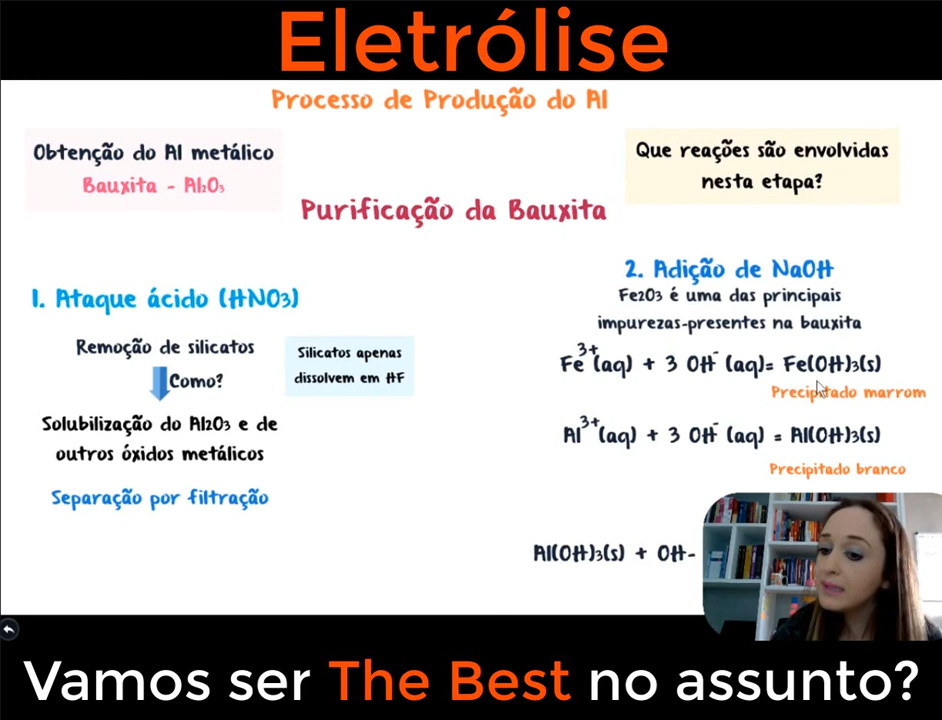 Eletrólise
Processo de Produção do Al
Obtenção do Al metálico
Bauxita - Al₂O₃
Que reações são envolvidas
nesta etapa?
Purificação da Bauxita
1. Ataque ácido (HNO₃)
Remoção de silicatos
Como?
Silicatos apenas
dissolvem em HF
Solubilização do Al₂O₃ e de
outros óxidos metálicos
Separação por filtração
2. Adição de NaOH
Fe₂O₃ é uma das principais
impurezas-presentes na bauxita
Fe³⁺(aq) + 3 OH⁻ (aq)= Fe(OH)₃(s)
Precipitado marrom
Al³⁺(aq) + 3 OH⁻ (aq) = Al(OH)₃(s)
Precipitado branco
Al(OH)₃(s) + OH-
Vamos ser The Best no assunto?